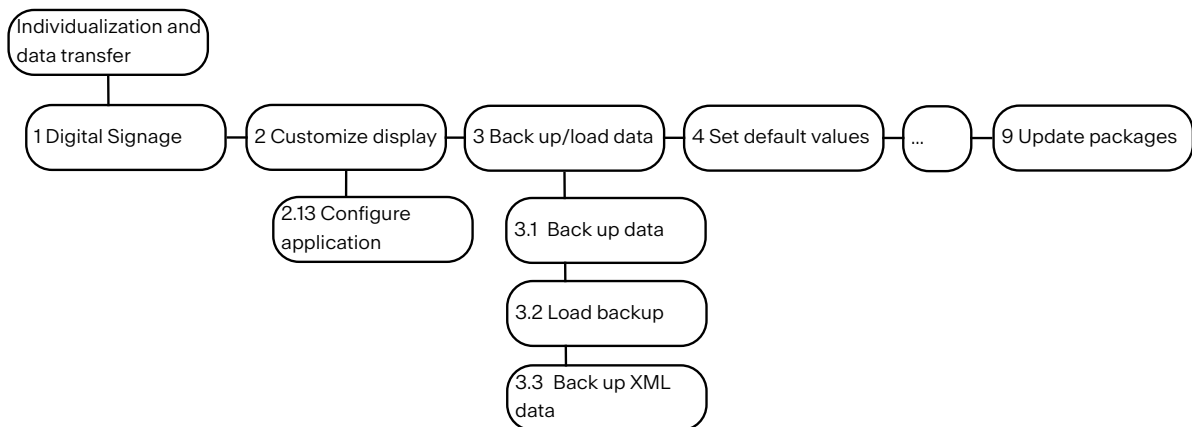 Individualization and
data transfer
1 Digital Signage
2 Customize display
3 Back up/load data
4 Set default values
...
9 Update packages
2.13 Configure
application
3.1 Back up data
3.2 Load backup
3.3 Back up XML
data